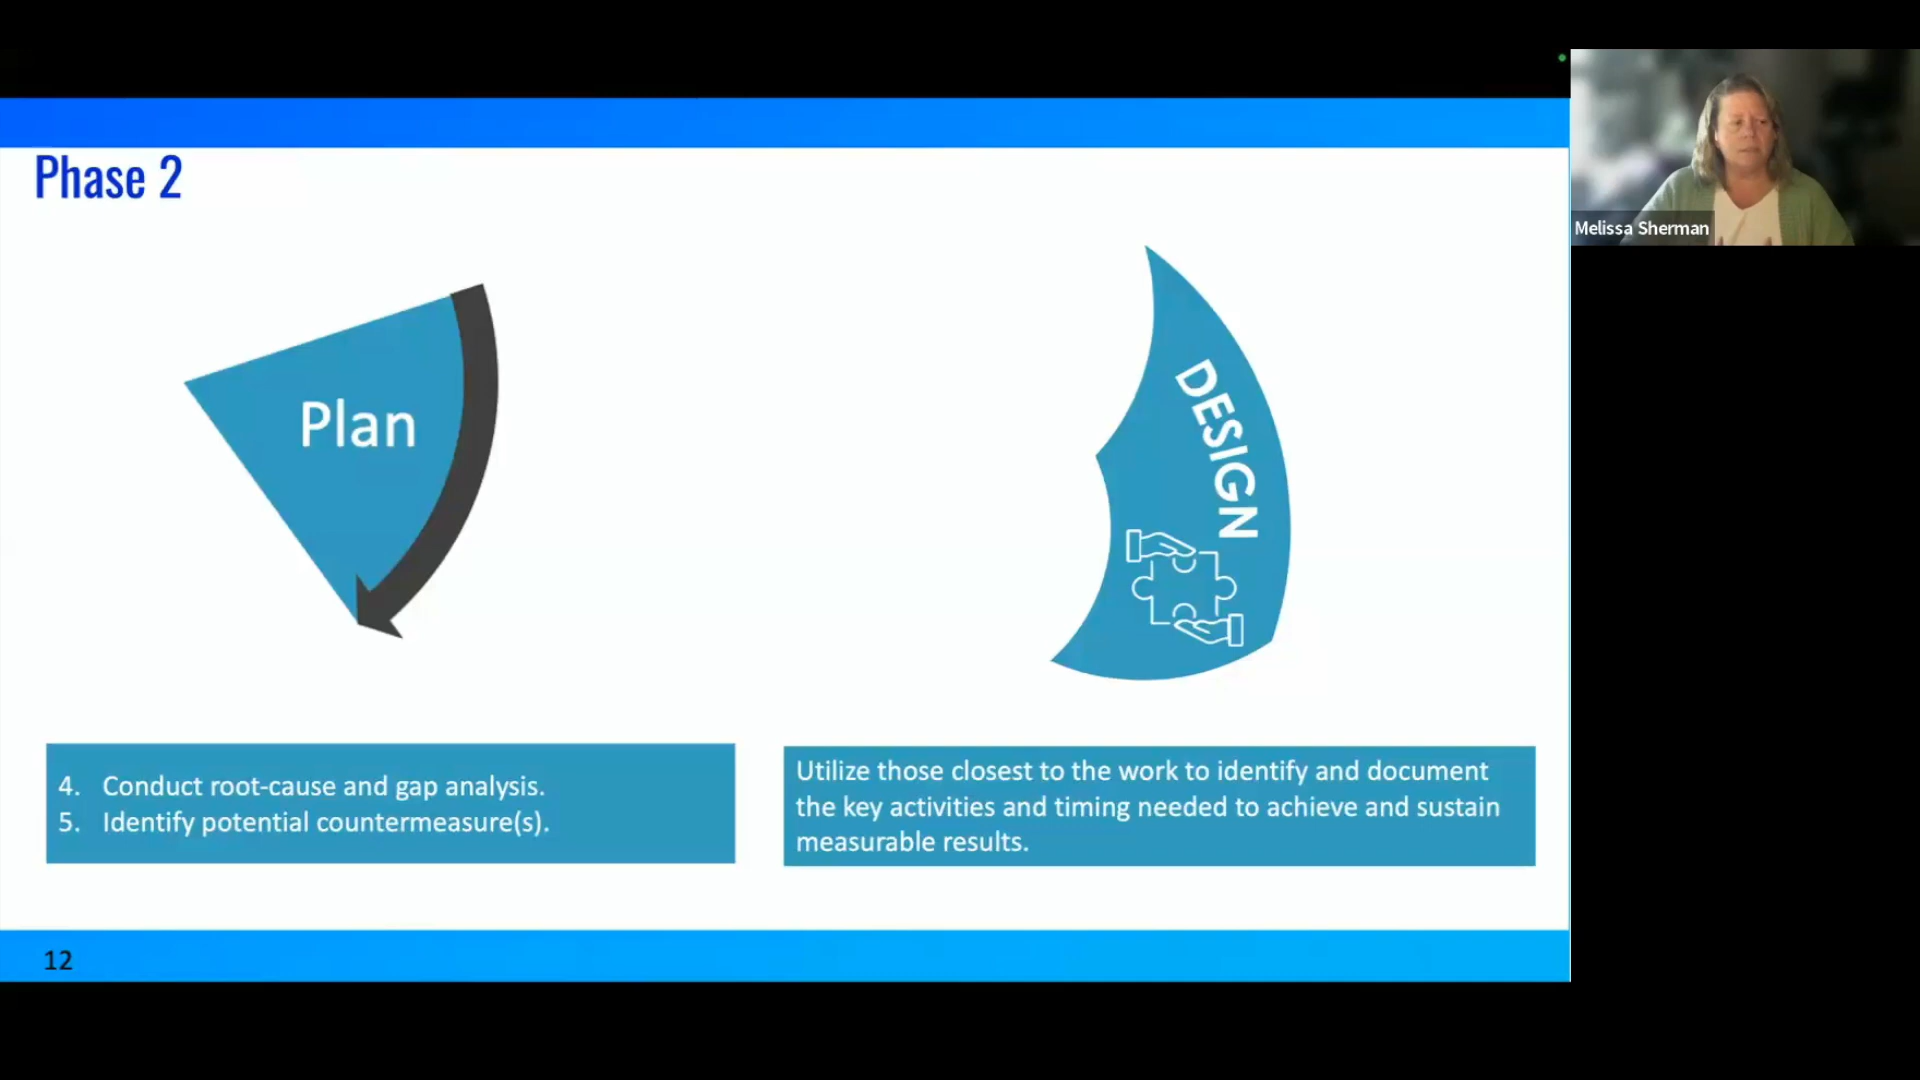 Phase 2
Plan
DESIGN
4. Conduct root-cause and gap analysis.
5. Identify potential countermeasure(s).
Utilize those closest to the work to identify and document
the key activities and timing needed to achieve and sustain
measurable results.
12
Melissa Sherman